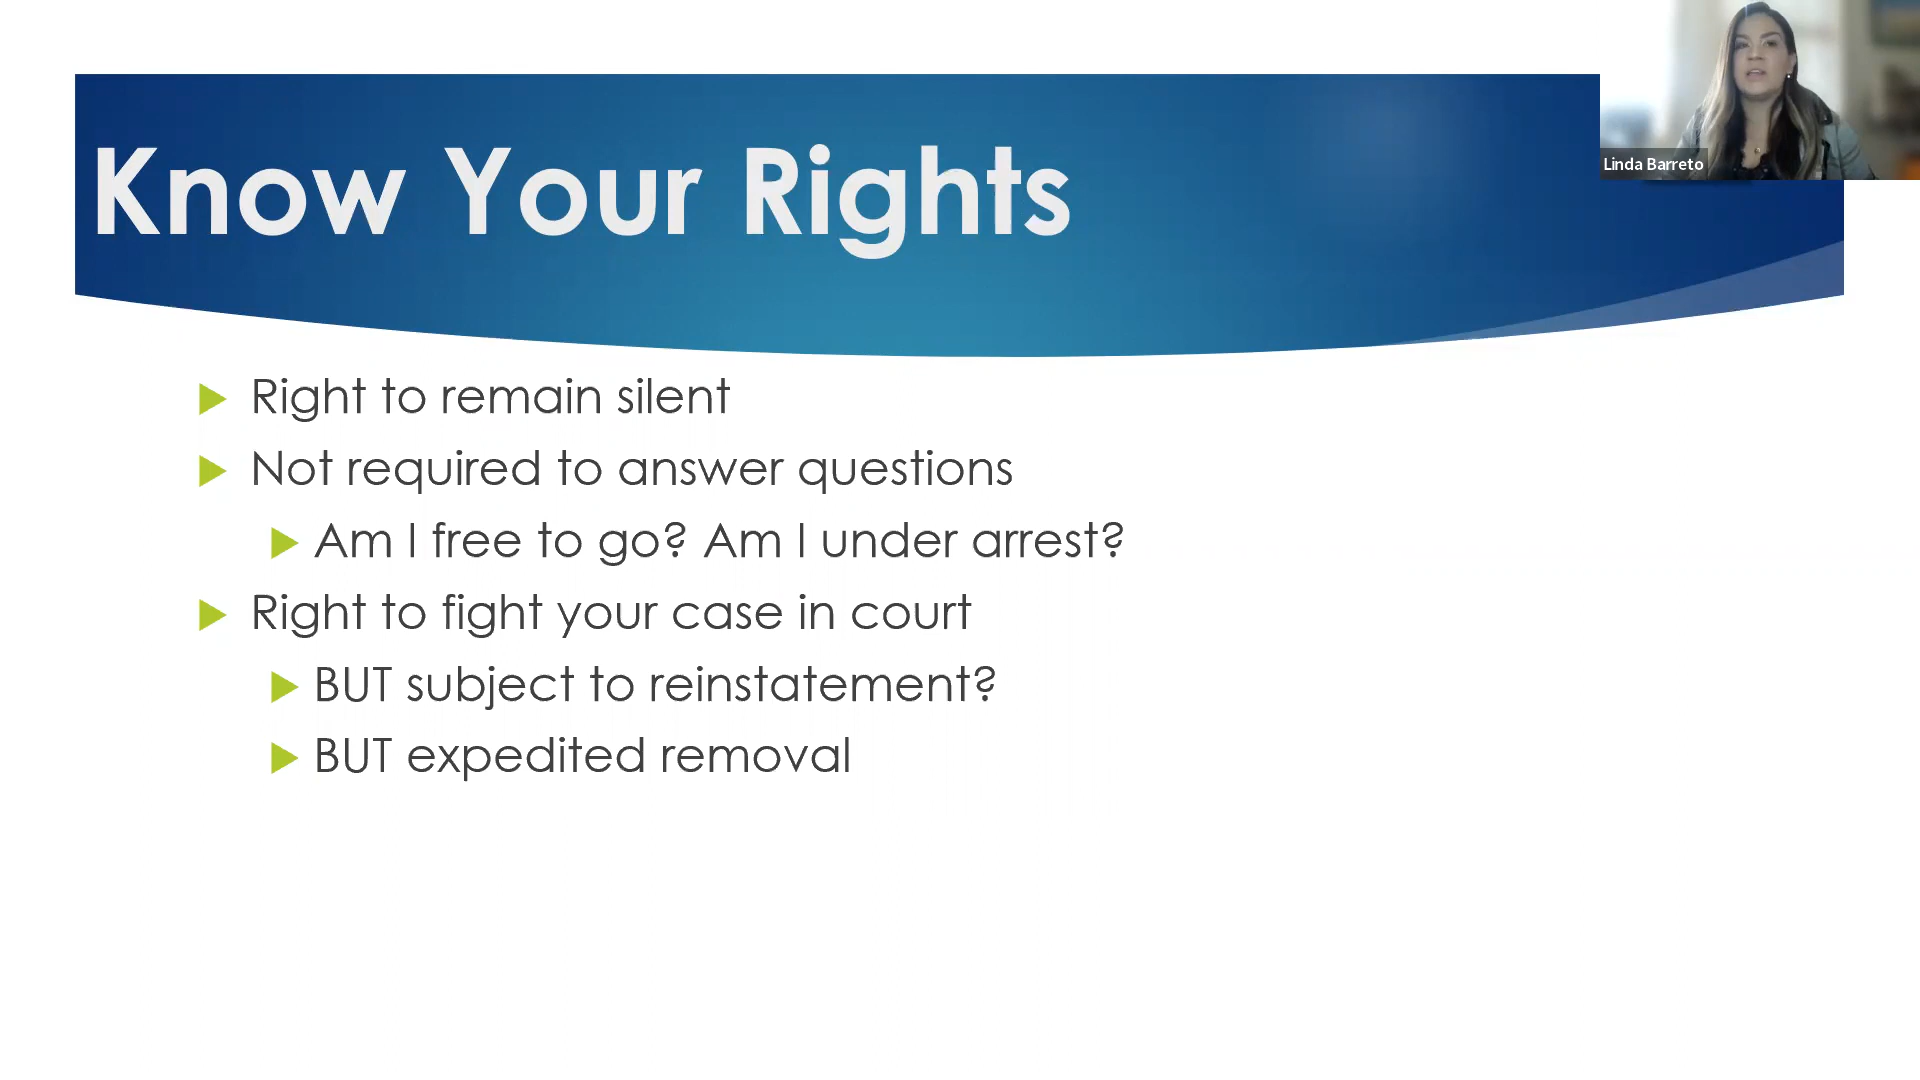 Know Your Rights
Linda Barreto
Right to remain silent
Not required to answer questions
Am I free to go? Am I under arrest?
Right to fight your case in court
BUT subject to reinstatement?
BUT expedited removal